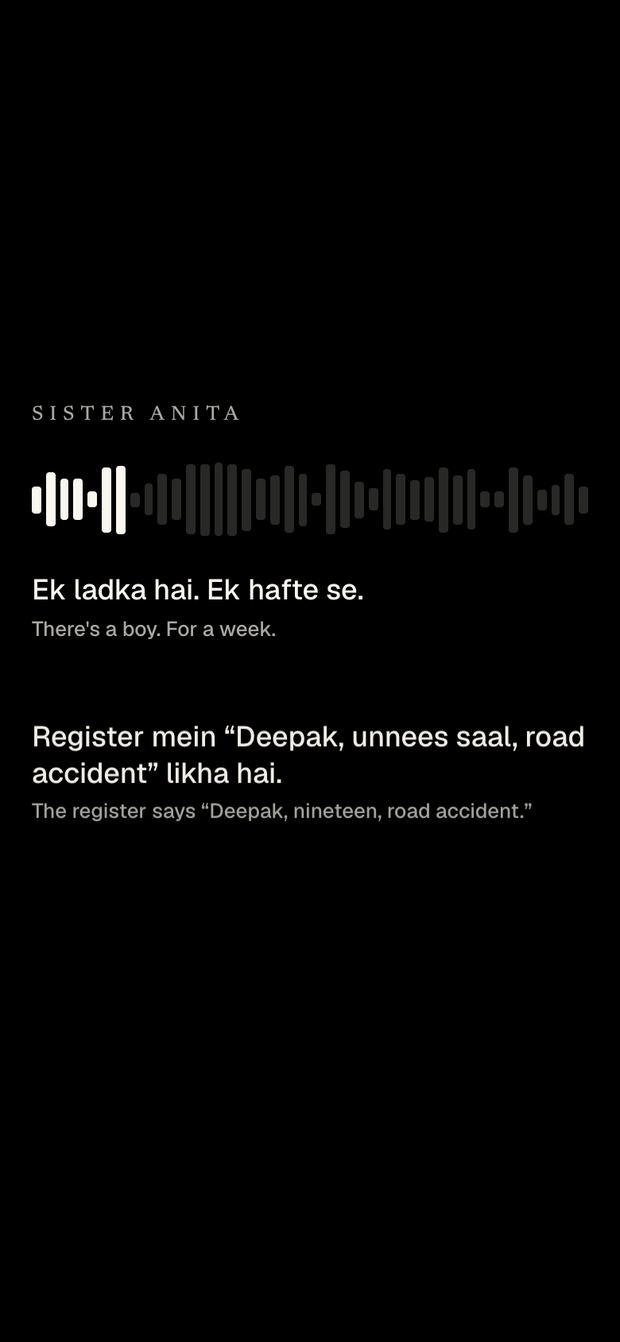 SISTER ANITA
Ek ladka hai. Ek hafte se.
There's a boy. For a week.
Register mein “Deepak, unnees saal, road
accident” likha hai.
The register says “Deepak, nineteen, road accident.”